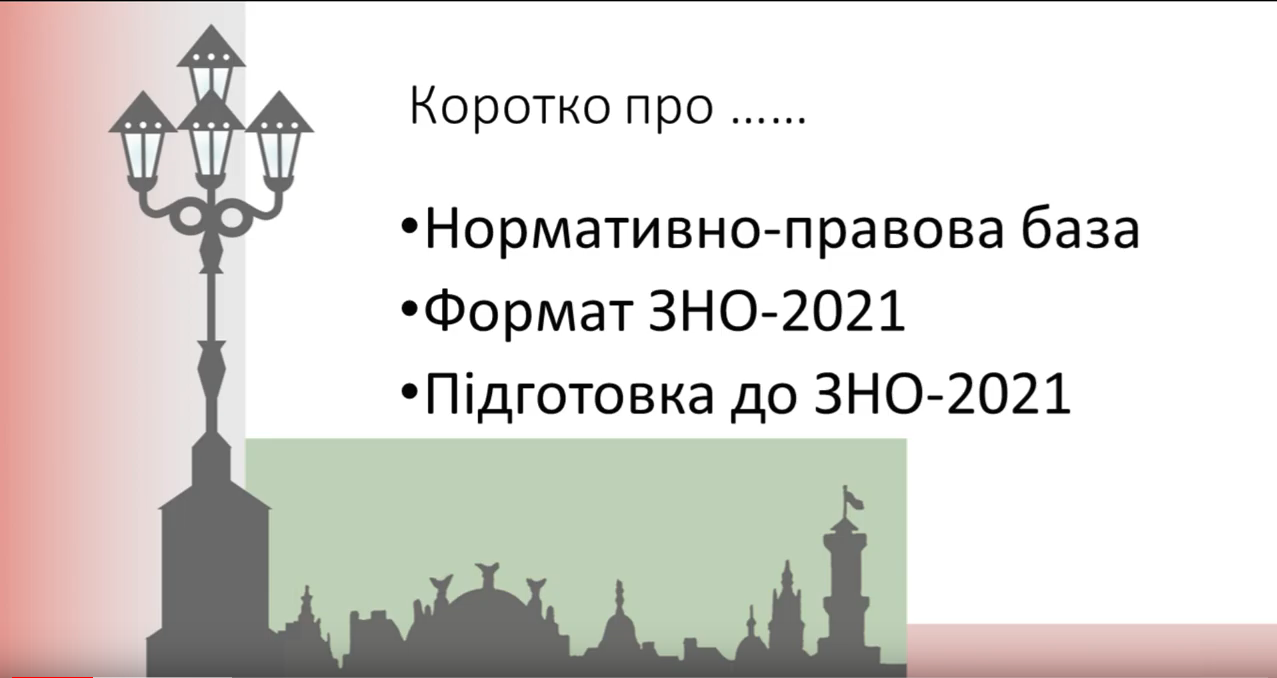 Коротко про ......
•Нормативно-правова база
•Формат ЗНО-2021
•Підготовка до ЗНО-2021